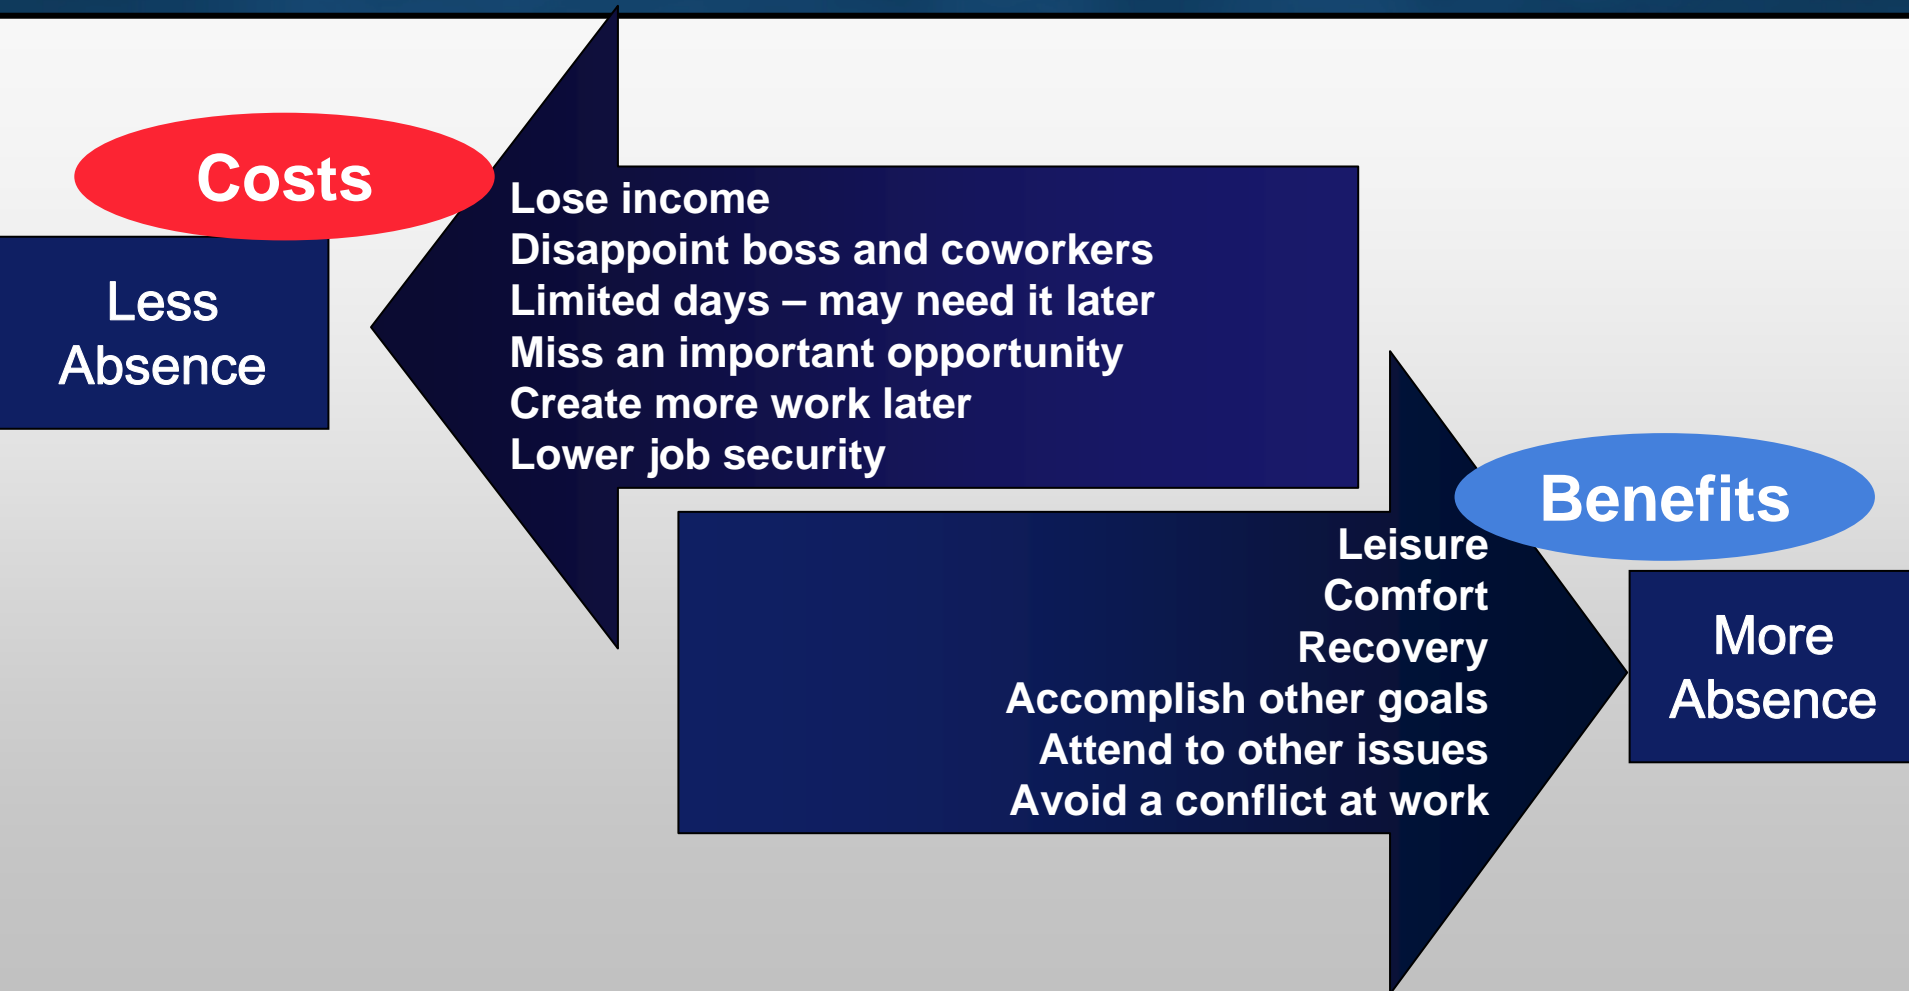 Costs
Less
Absence
Lose income
Disappoint boss and coworkers
Limited days – may need it later
Miss an important opportunity
Create more work later
Lower job security
Benefits
Leisure
Comfort
Recovery
Accomplish other goals
Attend to other issues
Avoid a conflict at work
More
Absence